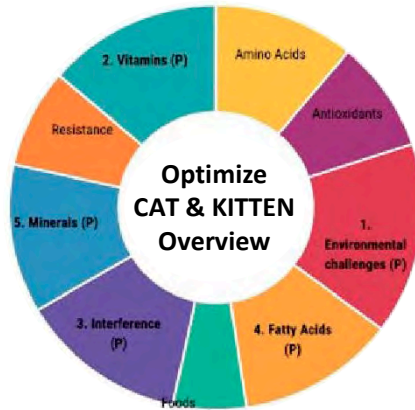 2. Vitamins (P)
Amino Acids
Resistance
Antioxidants
Optimize
CAT & KITTEN
Overview
5. Minerals (P)
1.
Environmental
challenges (P)
3. Interference
(P)
4. Fatty Acids
(P)
Foods